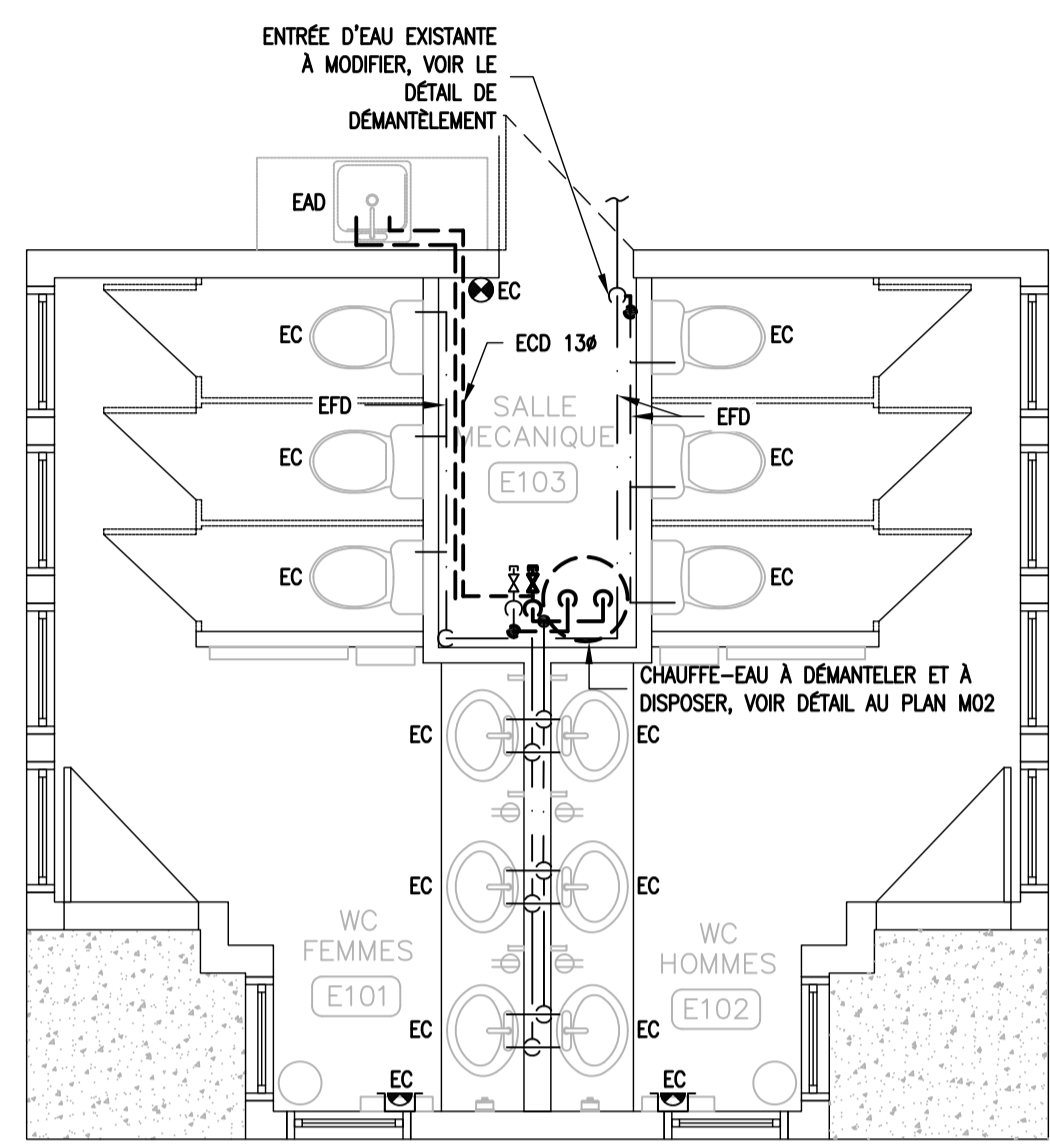 ENTRÉE D'EAU EXISTANTE
À MODIFIER, VOIR LE
DÉTAIL DE
DÉMANTÈLEMENT
EAD
EC
EC
EC
ECD 13ø
EFD
SALLE
MECANIQUE
EFD
EC
EC
E103
EC
EC
CHAUFFE-EAU À DÉMANTELER ET À
DISPOSER, VOIR DÉTAIL AU PLAN M02
EC
EC
EC
EC
WC
FEMMES
E101
WC
HOMMES
E102
EC
EC
EC
EC